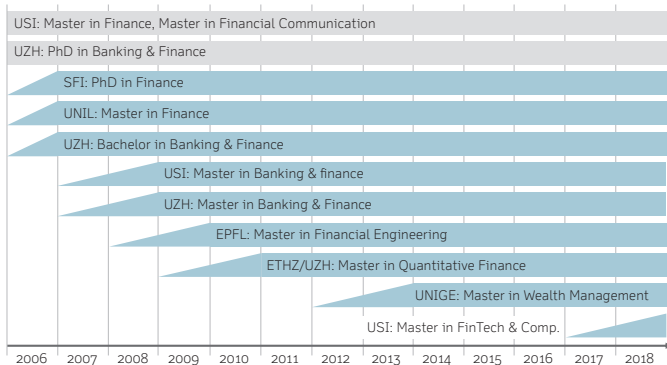 USI: Master in Finance, Master in Financial Communication
UZH: PhD in Banking & Finance
SFI: PhD in Finance
UNIL: Master in Finance
UZH: Bachelor in Banking & Finance
USI: Master in Banking & finance
UZH: Master in Banking & Finance
EPFL: Master in Financial Engineering
ETHZ/UZH: Master in Quantitative Finance
UNIGE: Master in Wealth Management
USI: Master in FinTech & Comp.
2006 2007 2008 2009 2010 2011 2012 2013 2014 2015 2016 2017 2018